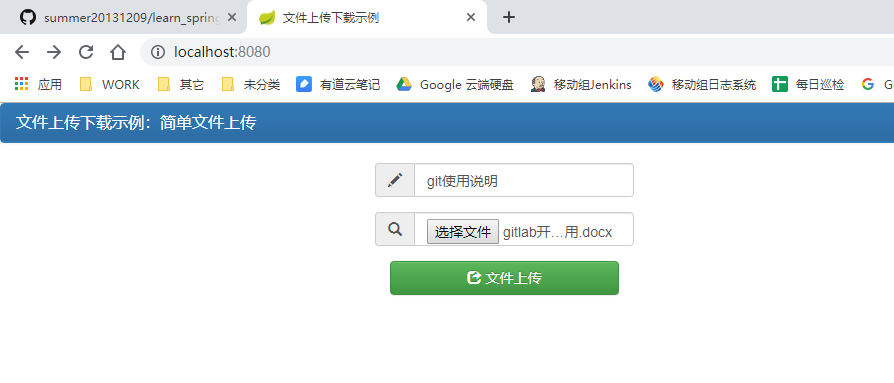 summer20131209/learn_spring
文件上传下载示例
localhost:8080
应用 WORK 其它 未分类 有道云笔记 Google 云端硬盘 移动组Jenkins 移动组日志系统 每日巡检
文件上传下载示例：简单文件上传
git使用说明
选择文件 gitlab开…用.docx
文件上传